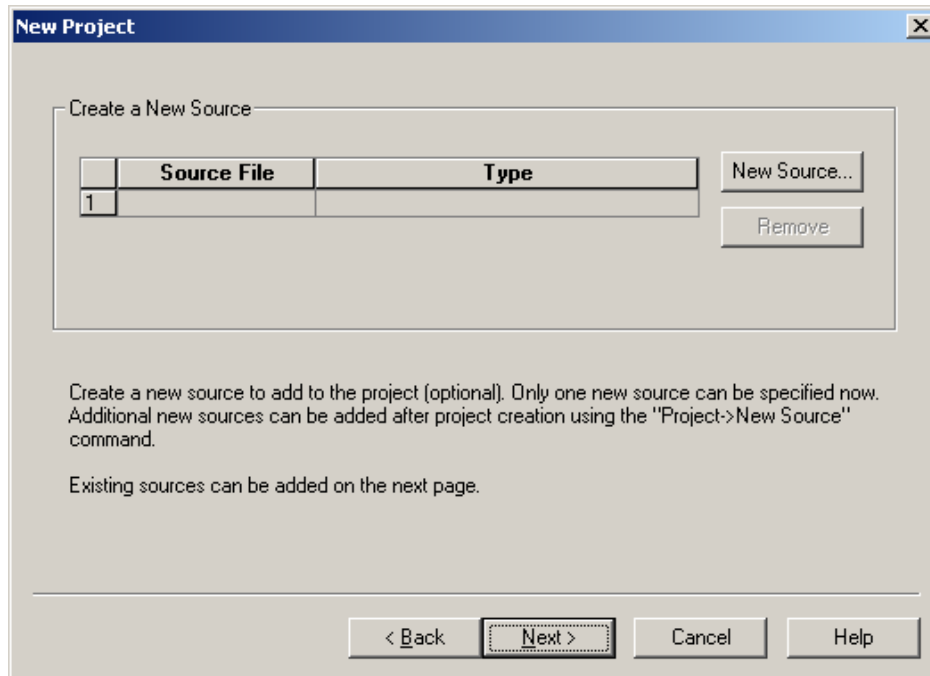 New Project
Create a New Source
Source File Type
1
New Source...
Remove
Create a new source to add to the project (optional). Only one new source can be specified now.
Additional new sources can be added after project creation using the "Project->New Source"
command.
Existing sources can be added on the next page.
< Back Next > Cancel Help